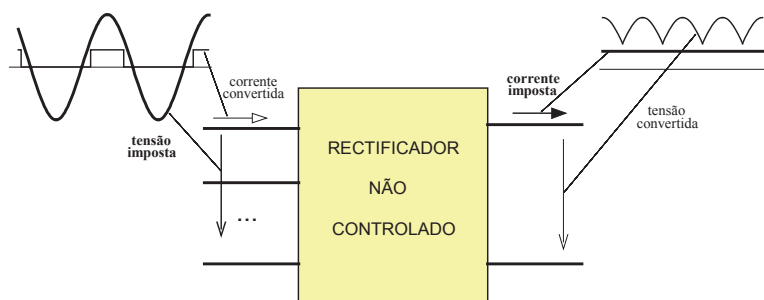 corrente
convertida
tensão
imposta
...
RECTIFICADOR
NÃO
CONTROLADO
corrente
imposta
tensão
convertida